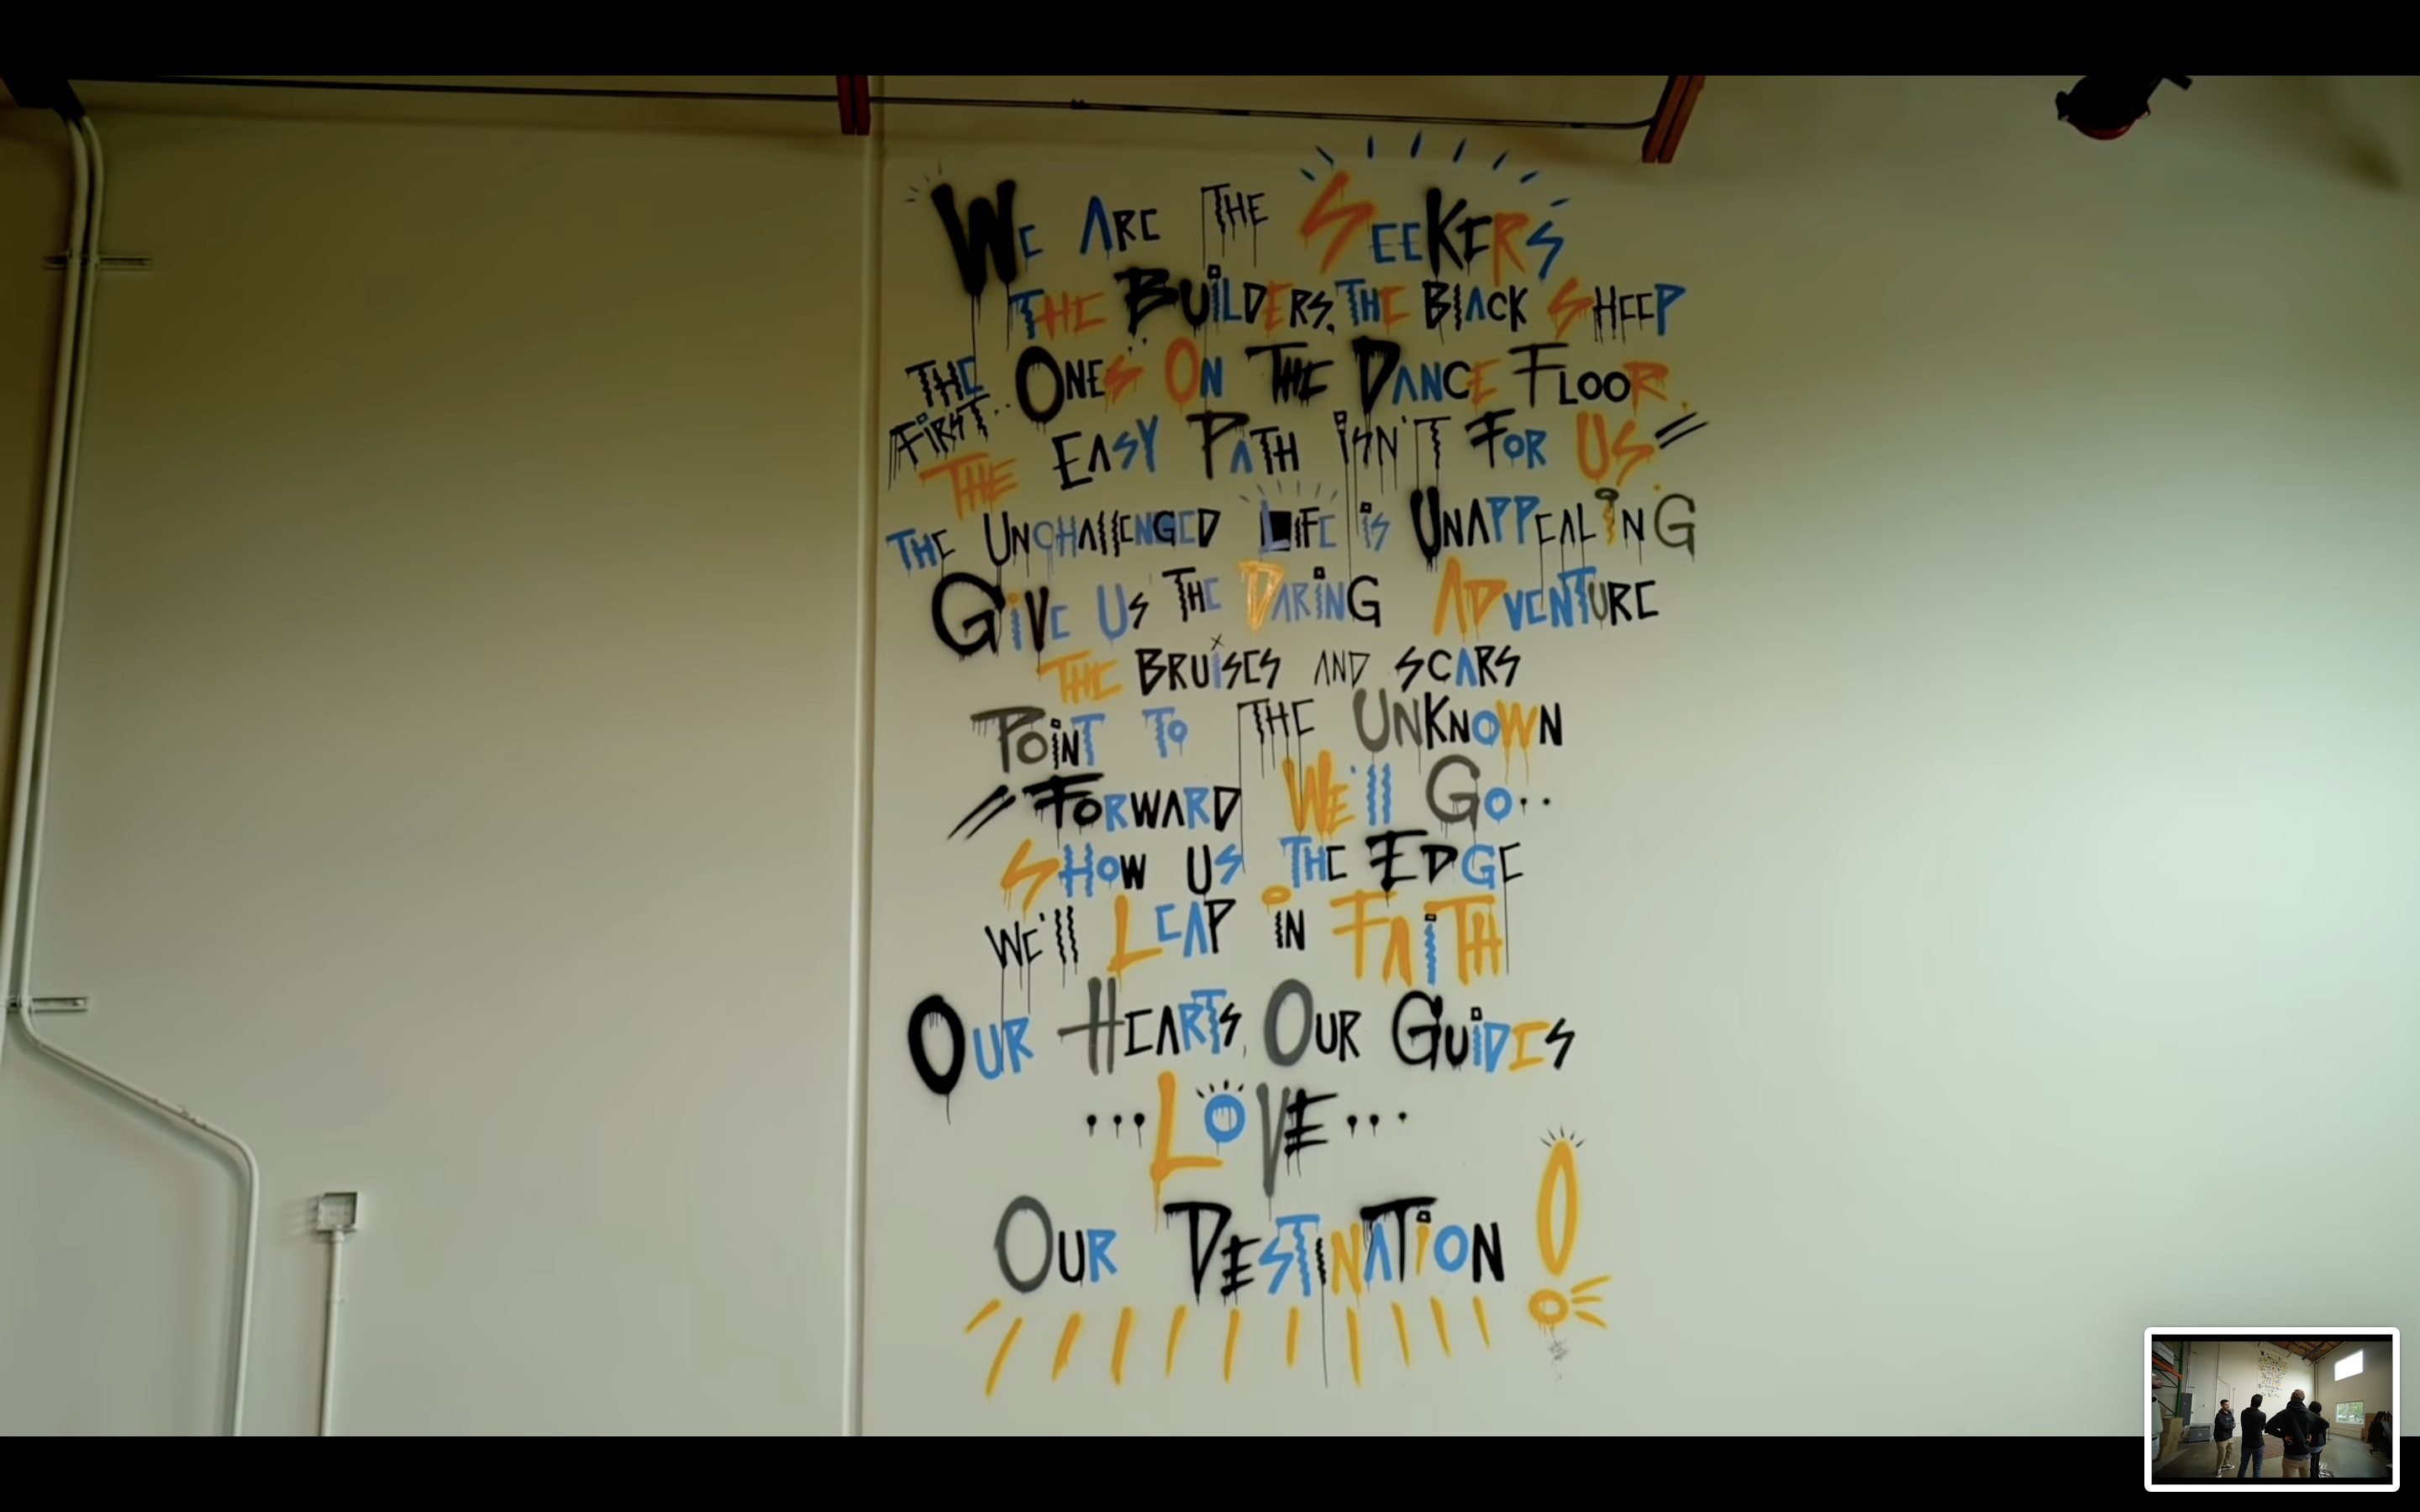 WE ARE THE SEEKERS
THE BUILDERS, THE BLACK SHEEP
THE FIRST.. ONES ON THE DANCE FLOOR
THE EASY PATH ISN'T FOR US
THE UNCHALLENGED LIFE IS UNAPPEALING
GIVE US THE DARING ADVENTURE
THE BRUISES AND SCARS
POINT TO THE UNKNOWN
FORWARD WE'LL GO..
SHOW US THE EDGE
WE'LL LEAP IN FAITH
OUR HEARTS, OUR GUIDES
...LOVE...
OUR DESTINATION!